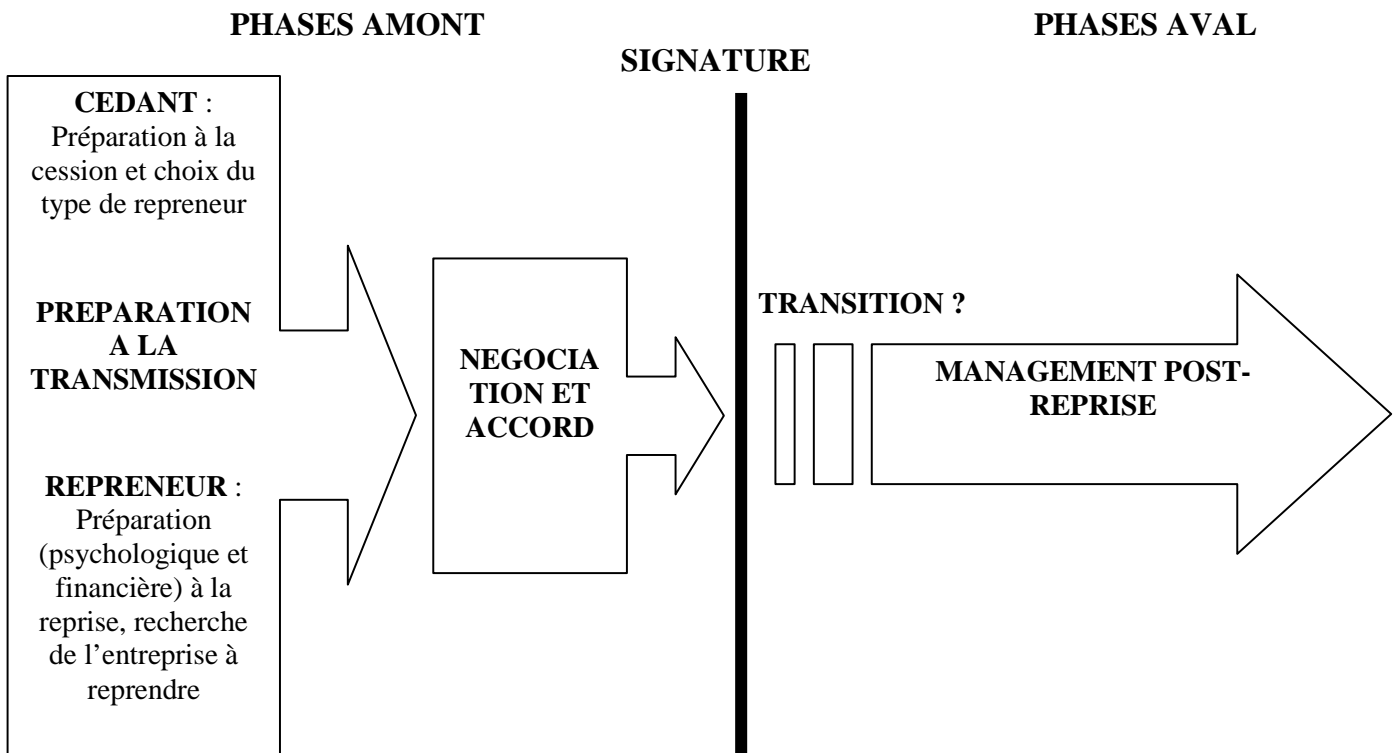 PHASES AMONT
PHASES AVAL
SIGNATURE
CEDANT :
Préparation à la
cession et choix du
type de repreneur
PREPARATION
A LA
TRANSMISSION
REPRENEUR :
Préparation
(psychologique et
financière) à la
reprise, recherche
de l’entreprise à
reprendre
NEGOCIA
TION ET
ACCORD
TRANSITION ?
MANAGEMENT POST-
REPRISE